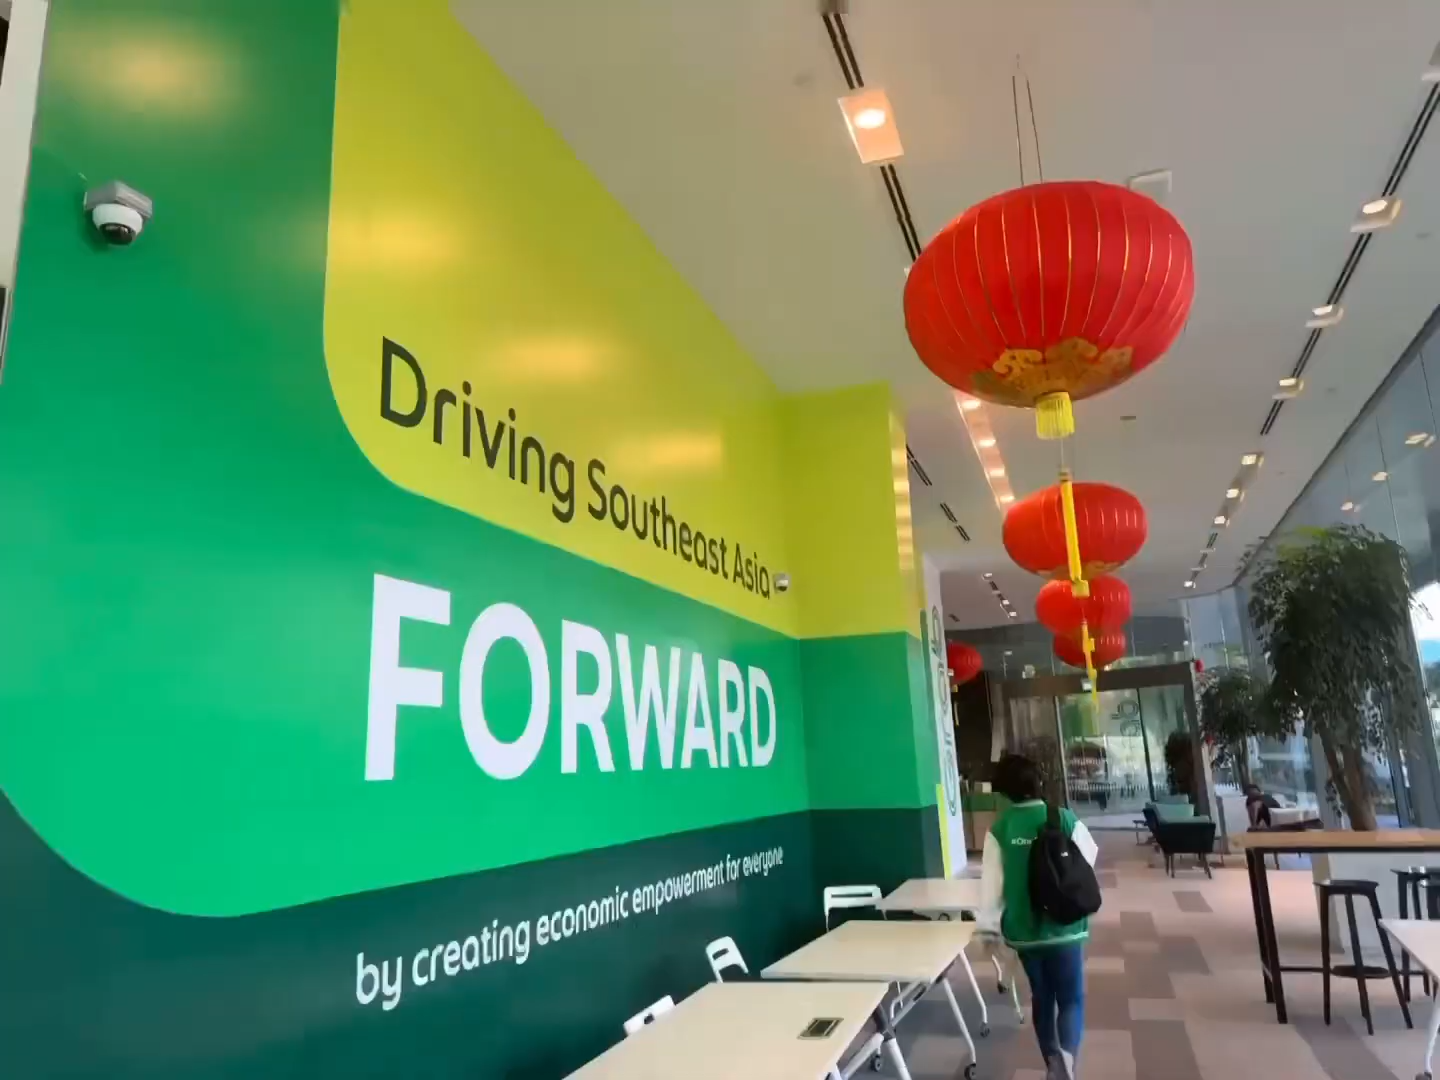 Driving Southeast Asia
FORWARD
by creating economic empowerment for everyone